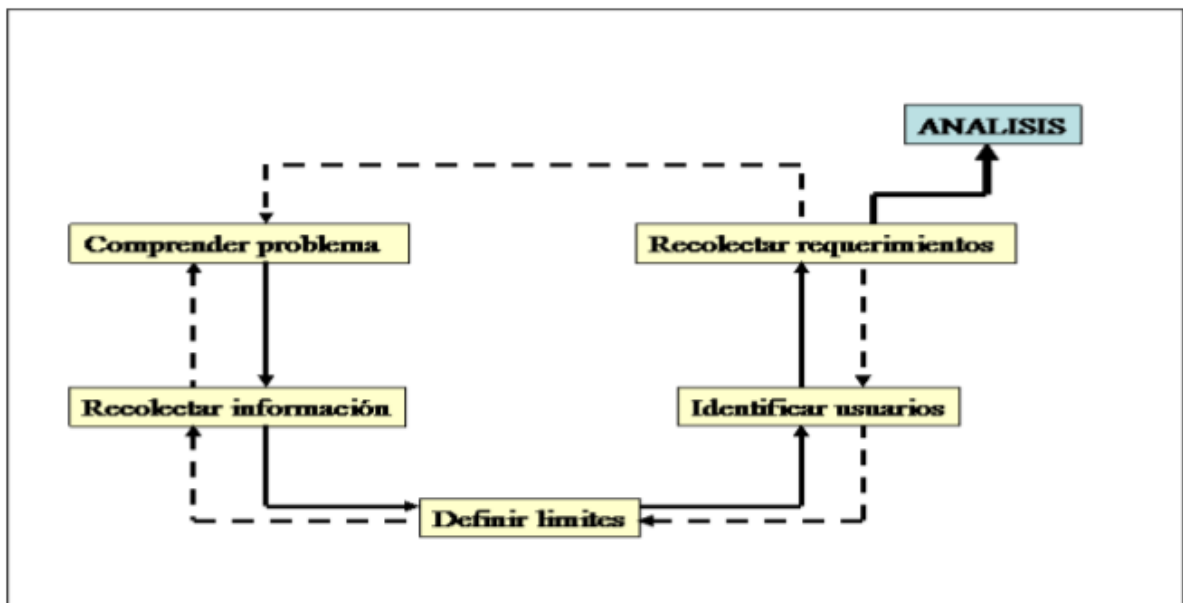 ANALISIS
Comprender problema
Recolectar requerimientos
Recolectar información
Identificar usuarios
Definir limites